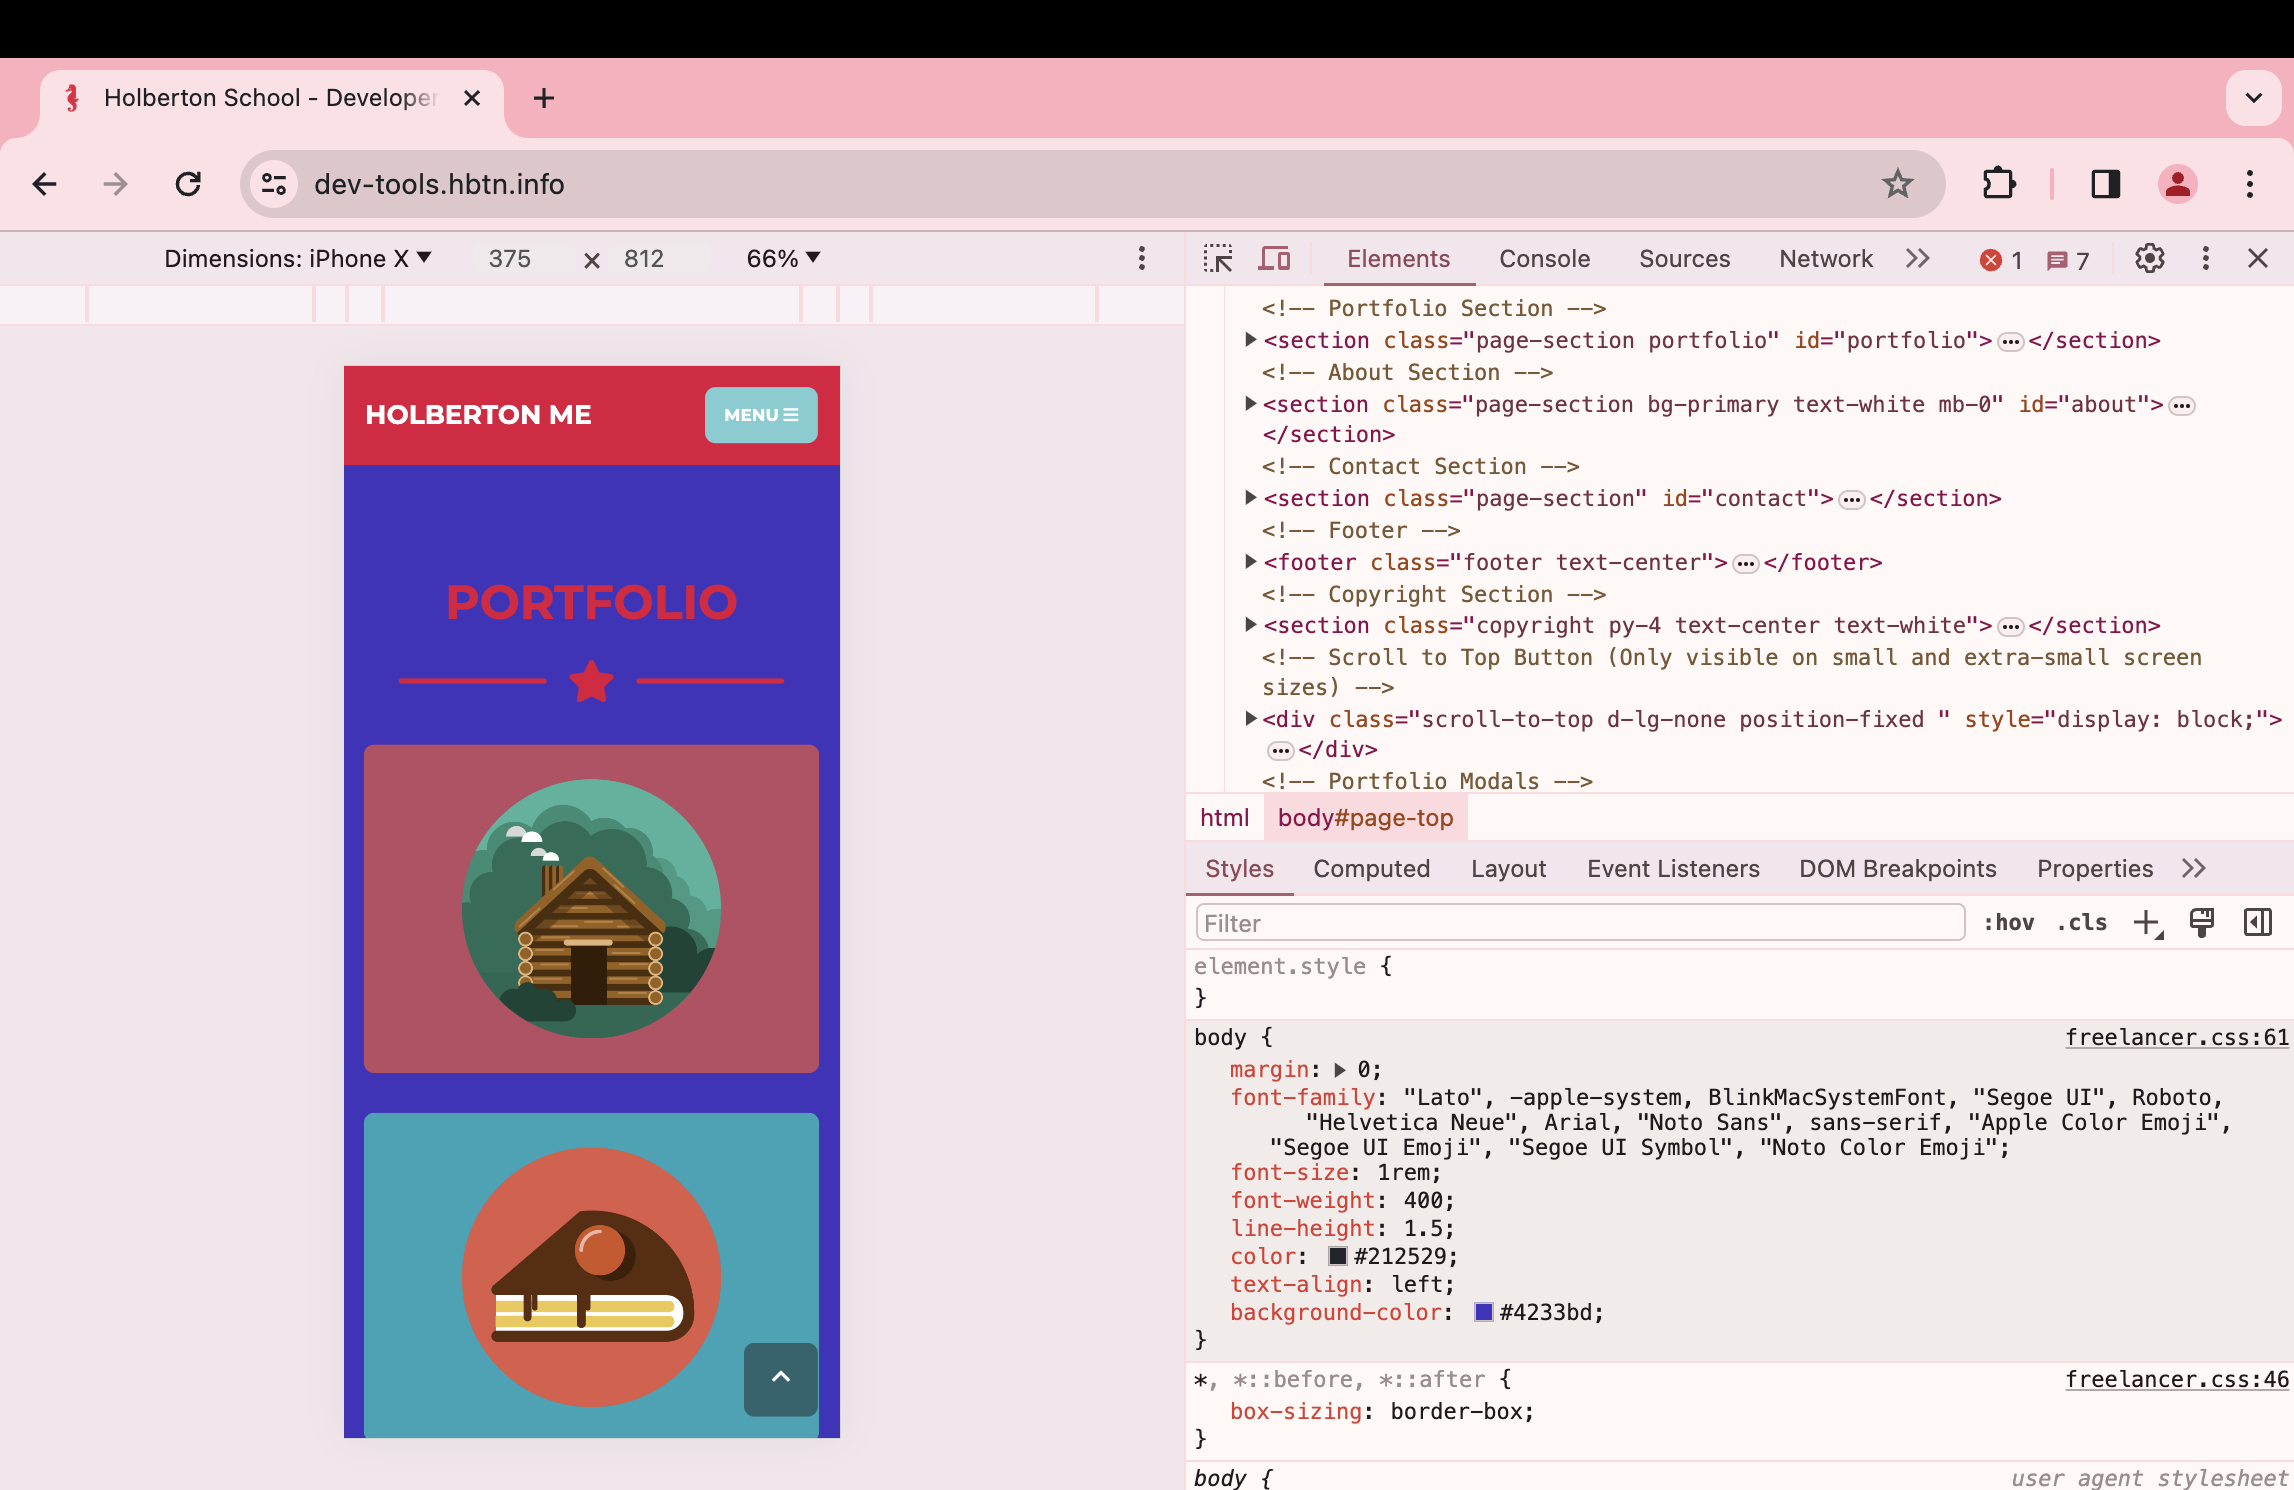 Holberton School - Developer
dev-tools.hbtn.info
Dimensions: iPhone X 375 × 812 66%
HOLBERTON ME
MENU
PORTFOLIO
Elements Console Sources Network 1 7
<!-- Portfolio Section -->
<section class="page-section portfolio" id="portfolio">…</section>
<!-- About Section -->
<section class="page-section bg-primary text-white mb-0" id="about">…
</section>
<!-- Contact Section -->
<section class="page-section" id="contact">…</section>
<!-- Footer -->
<footer class="footer text-center">…</footer>
<!-- Copyright Section -->
<section class="copyright py-4 text-center text-white">…</section>
<!-- Scroll to Top Button (Only visible on small and extra-small screen
sizes) -->
<div class="scroll-to-top d-lg-none position-fixed " style="display: block;">
…</div>
<!-- Portfolio Modals -->
html body#page-top
Styles Computed Layout Event Listeners DOM Breakpoints Properties
Filter :hov .cls
element.style {
}
body { freelancer.css:61
margin: 0;
font-family: "Lato", -apple-system, BlinkMacSystemFont, "Segoe UI", Roboto,
"Helvetica Neue", Arial, "Noto Sans", sans-serif, "Apple Color Emoji",
"Segoe UI Emoji", "Segoe UI Symbol", "Noto Color Emoji";
font-size: 1rem;
font-weight: 400;
line-height: 1.5;
color: #212529;
text-align: left;
background-color: #4233bd;
}
*, *::before, *::after { freelancer.css:46
box-sizing: border-box;
}
body { user agent stylesheet